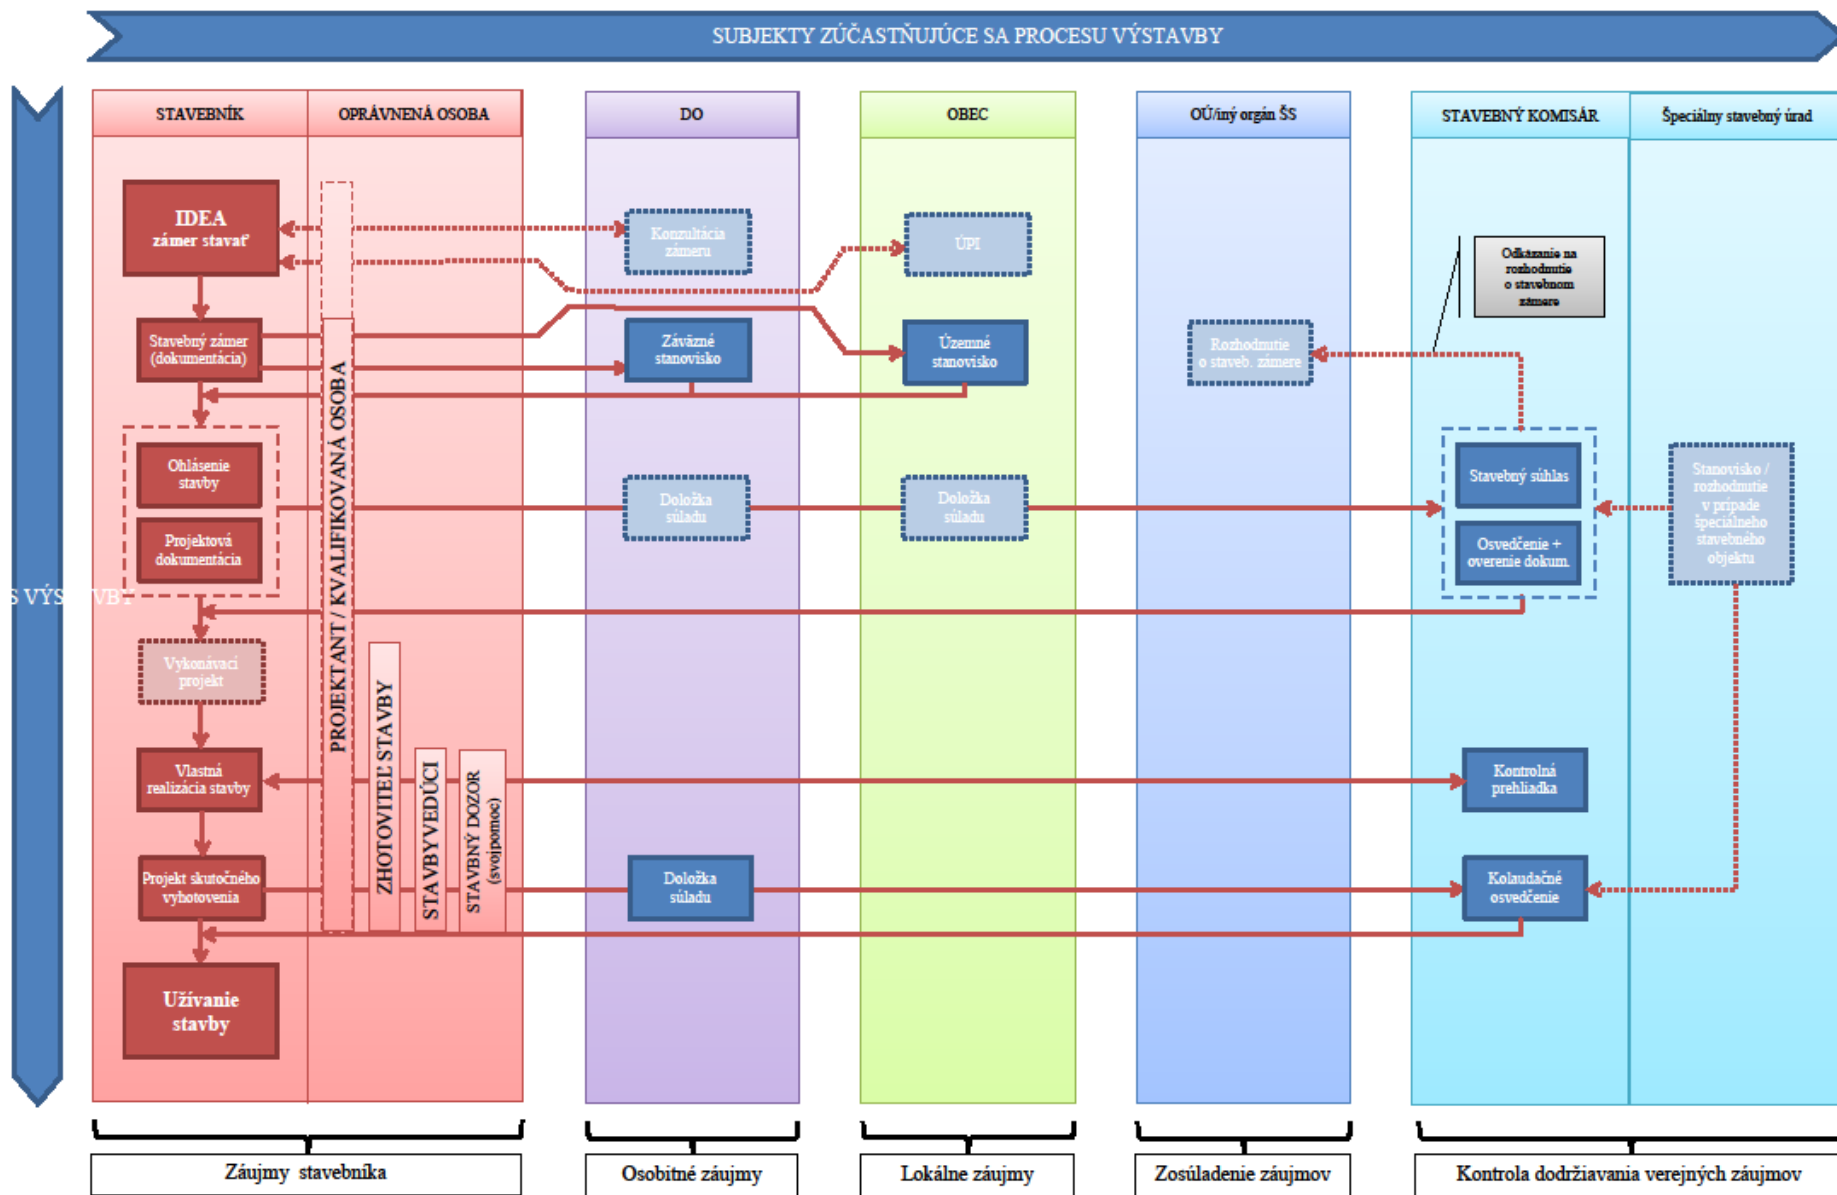 SUBJEKTY ZÚČASTŇUJÚCE SA PROCESU VÝSTAVBY
STAVEBNÍK
OPRÁVNENÁ OSOBA
DO
OBEC
OÚ/iný orgán ŠS
STAVEBNÝ KOMISÁR
Špeciálny stavebný úrad
IDEA
zámer stavať
Konzultácia
zámeru
ÚPI
Odkázanie na
rozhodnutie
o stavebnom
zámere
Stavebný zámer
(dokumentácia)
Záväzné
stanovisko
Územné
stanovisko
Rozhodnutie
o staveb. zámere
PROJEKTANT / KVALIFIKOVANÁ OSOBA
Ohlásenie
stavby
Projektová
dokumentácia
Doložka
súladu
Doložka
súladu
Stavebný súhlas
Osvedčenie +
overenie dokum.
Stanovisko /
rozhodnutie
v prípade
špeciálneho
stavebného
objektu
S VÝS VBY
Vykonávací
projekt
ZHOTOVITEĽ STAVBY
STAVBYVEDÚCI
STAVBNÝ DOZOR
(svojpomoc)
Vlastná
realizácia stavby
Kontrolná
prehliadka
Projekt skutočného
vyhotovenia
Doložka
súladu
Kolaudačné
osvedčenie
Užívanie
stavby
Záujmy stavebníka
Osobitné záujmy
Lokálne záujmy
Zosúladenie záujmov
Kontrola dodržiavania verejných záujmov